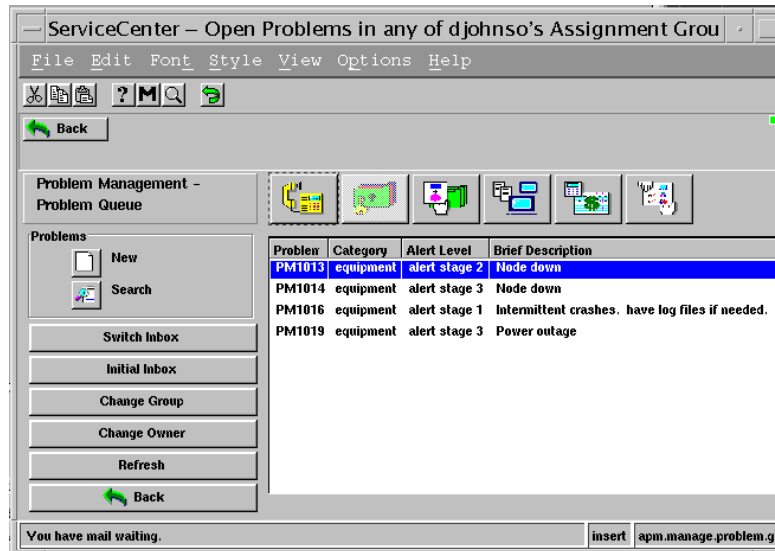 ServiceCenter – Open Problems in any of djohnso's Assignment Grou
File Edit Font Style View Options Help
Back
Problem Management –
Problem Queue
Problems
New
Search
Switch Inbox
Initial Inbox
Change Group
Change Owner
Refresh
Back
Problem Category Alert Level Brief Description
PM1013 equipment alert stage 2 Node down
PM1014 equipment alert stage 3 Node down
PM1016 equipment alert stage 1 Intermittent crashes. have log files if needed.
PM1019 equipment alert stage 3 Power outage
You have mail waiting. insert apm.manage.problem.g